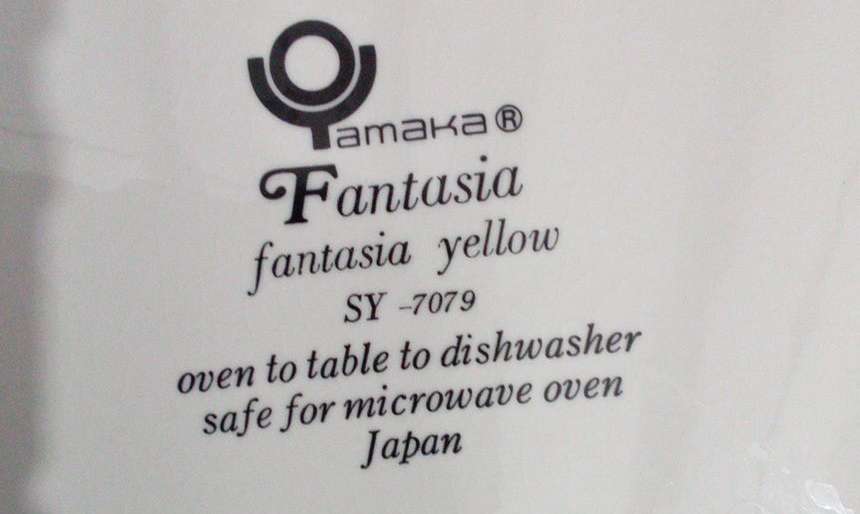 Yamaka®
Fantasia
fantasia yellow
SY -7079
oven to table to dishwasher
safe for microwave oven
Japan